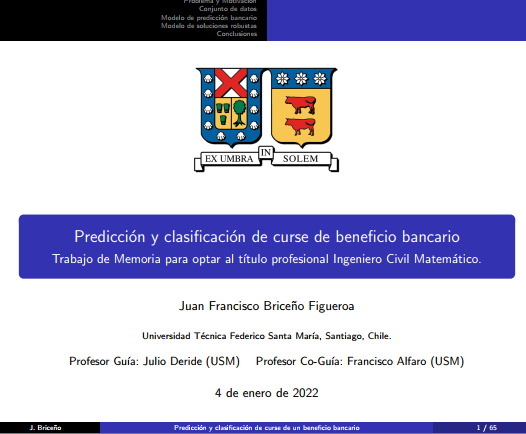 Problema y Motivación
Conjunto de datos
Modelo de predicción bancario
Modelo de soluciones robustas
Conclusiones
EX UMBRA IN SOLEM
Predicción y clasificación de curse de beneficio bancario
Trabajo de Memoria para optar al título profesional Ingeniero Civil Matemático.
Juan Francisco Briceño Figueroa
Universidad Técnica Federico Santa María, Santiago, Chile.
Profesor Guía: Julio Deride (USM) Profesor Co-Guía: Francisco Alfaro (USM)
4 de enero de 2022
J. Briceño Predicción y clasificación de curse de un beneficio bancario 1 / 65